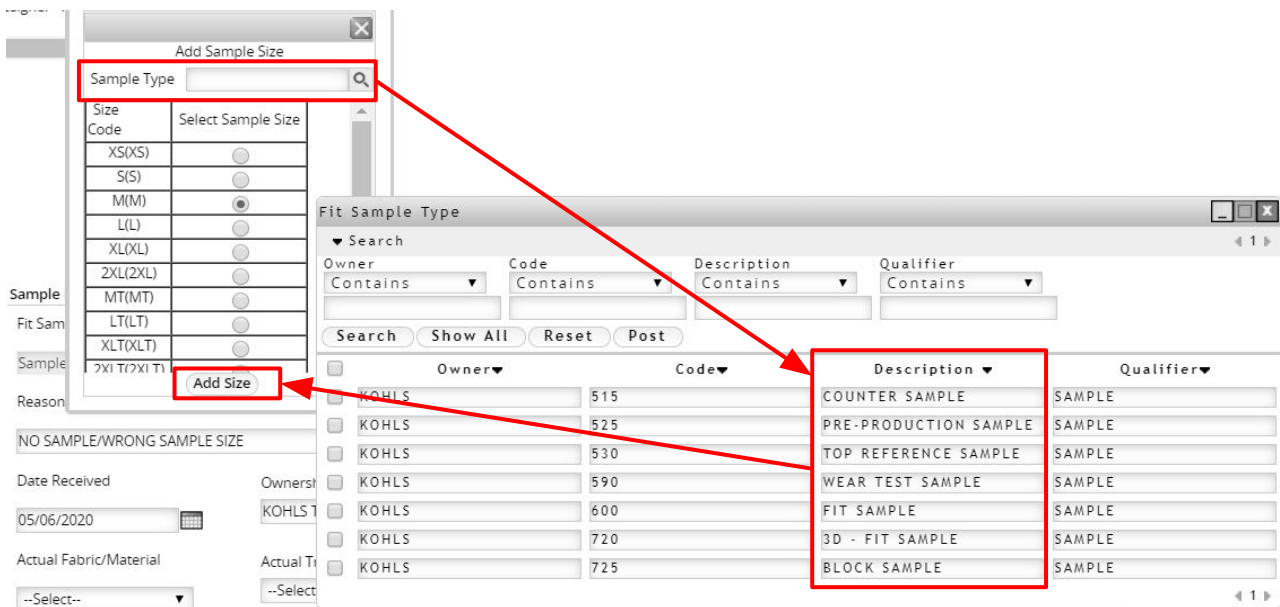 Add Sample Size
Sample Type
Size Code
Select Sample Size
XS(XS)
S(S)
M(M)
L(L)
XL(XL)
2XL(2XL)
MT(MT)
LT(LT)
XLT(XLT)
2XLT(2XLT)
Add Size
Sample
Fit Sam
Sample
Reason
NO SAMPLE/WRONG SAMPLE SIZE
Date Received
Ownersh
05/06/2020
KOHLS T
Actual Fabric/Material
Actual Tr
--Select--
--Select
Fit Sample Type
Search
1
Owner Code Description Qualifier
Contains Contains Contains Contains
Search Show All Reset Post
Owner Code Description Qualifier
KOHLS 515 COUNTER SAMPLE SAMPLE
KOHLS 525 PRE-PRODUCTION SAMPLE SAMPLE
KOHLS 530 TOP REFERENCE SAMPLE SAMPLE
KOHLS 590 WEAR TEST SAMPLE SAMPLE
KOHLS 600 FIT SAMPLE SAMPLE
KOHLS 720 3D - FIT SAMPLE SAMPLE
KOHLS 725 BLOCK SAMPLE SAMPLE
1